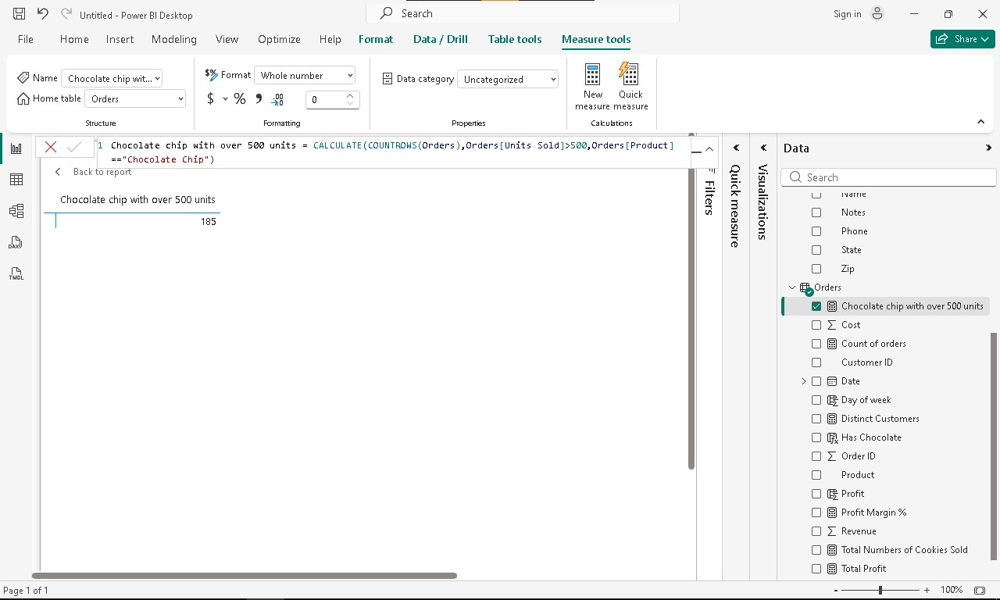 Untitled - Power BI Desktop
Search
Sign in
File
Home
Insert
Modeling
View
Optimize
Help
Format
Data / Drill
Table tools
Measure tools
Share
Name
Chocolate chip wit...
Home table
Orders
Structure
$% Format
Whole number
$
%
0
Formatting
Data category
Uncategorized
Properties
New measure
Quick measure
Calculations
1 Chocolate chip with over 500 units = CALCULATE(COUNTROWS(Orders),Orders[Units Sold]>500,Orders[Product]
=="Chocolate Chip")
Back to report
Chocolate chip with over 500 units
185
DAX
TMDL
Filters
Quick measure
Visualizations
Data
Search
Name
Notes
Phone
State
Zip
Orders
Chocolate chip with over 500 units
Cost
Count of orders
Customer ID
Date
Day of week
Distinct Customers
Has Chocolate
Order ID
Product
Profit
Profit Margin %
Revenue
Total Numbers of Cookies Sold
Total Profit
Page 1 of 1
- + 100%